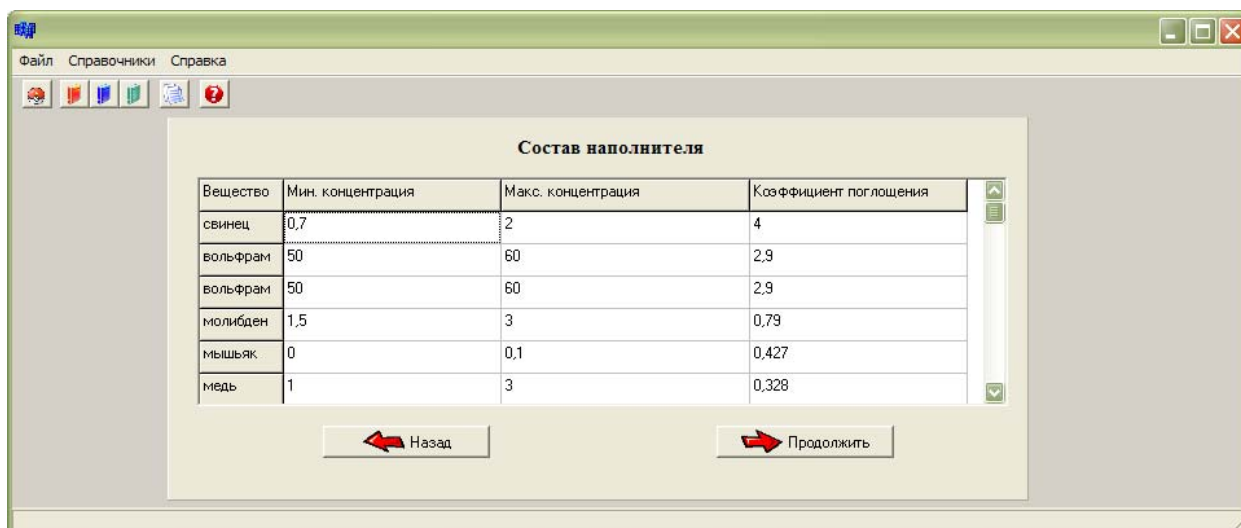 Файл Справочники Справка
Состав наполнителя
Вещество Мин. концентрация Макс. концентрация Коэффициент поглощения
свинец 0,7 2 4
вольфрам 50 60 2,9
вольфрам 50 60 2,9
молибден 1,5 3 0,79
мышьяк 0 0,1 0,427
медь 1 3 0,328
Назад Продолжить